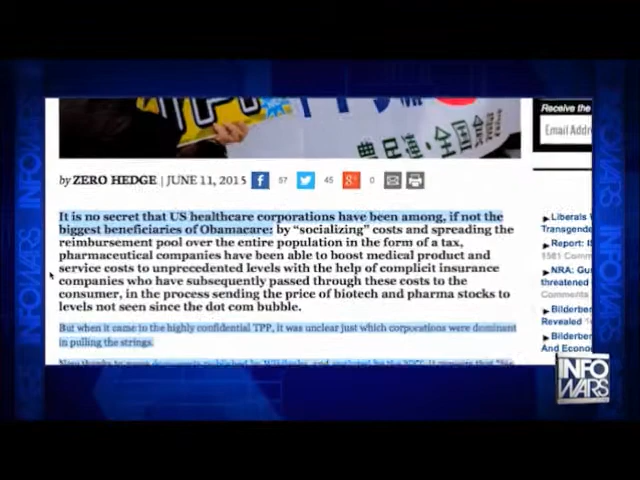 Receive the
Email Addr
by ZERO HEDGE | JUNE 11, 2015 57 45 0
It is no secret that US healthcare corporations have been among, if not the
biggest beneficiaries of Obamacare: by “socializing” costs and spreading the
reimbursement pool over the entire population in the form of a tax,
pharmaceutical companies have been able to boost medical product and
service costs to unprecedented levels with the help of complicit insurance
companies who have subsequently passed through these costs to the
consumer, in the process sending the price of biotech and pharma stocks to
levels not seen since the dot com bubble.
But when it came to the highly confidential TPP, it was unclear just which corporations were dominant
in pulling the strings.
Liberals
Transgende
Report:
1581 Comm
NRA: Gu
threatened
Comments
Bilderber
Revealed
Bilderber
And Econo
INFO
WARS
INFOWARS